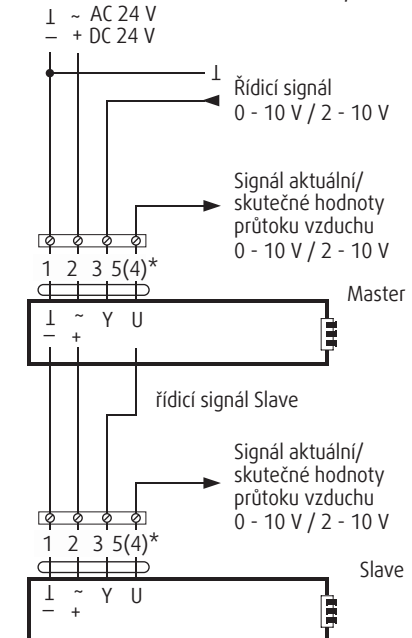 ⊥ ~ AC 24 V
– + DC 24 V
⊥
Řídicí signál
0 - 10 V / 2 - 10 V
Signál aktuální/
skutečné hodnoty
průtoku vzduchu
0 - 10 V / 2 - 10 V
1 2 3 5(4)*
Master
⊥ ~ Y U
– +
řídicí signál Slave
Signál aktuální/
skutečné hodnoty
průtoku vzduchu
0 - 10 V / 2 - 10 V
1 2 3 5(4)*
Slave
⊥ ~ Y U
– +